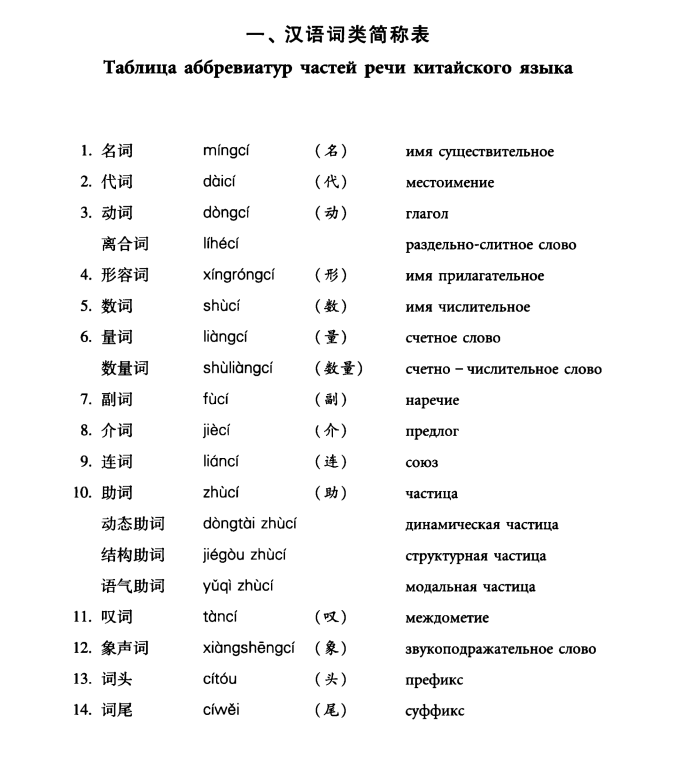 一、汉语词类简称表
Таблица аббревиатур частей речи китайского языка
1. 名词 míngcí （名） имя существительное
2. 代词 dàicí （代） местоимение
3. 动词 dòngcí （动） глагол
离合词 líhécí раздельно-слитное слово
4. 形容词 xíngróngcí （形） имя прилагательное
5. 数词 shùcí （数） имя числительное
6. 量词 liàngcí （量） счетное слово
数量词 shùliàngcí （数量） счетно – числительное слово
7. 副词 fùcí （副） наречие
8. 介词 jiècí （介） предлог
9. 连词 liáncí （连） союз
10. 助词 zhùcí （助） частица
动态助词 dòngtài zhùcí динамическая частица
结构助词 jiégòu zhùcí структурная частица
语气助词 yǔqì zhùcí модальная частица
11. 叹词 tàncí （叹） междометие
12. 象声词 xiàngshēngcí （象） звукоподражательное слово
13. 词头 cítóu （头） префикс
14. 词尾 cíwěi （尾） суффикс